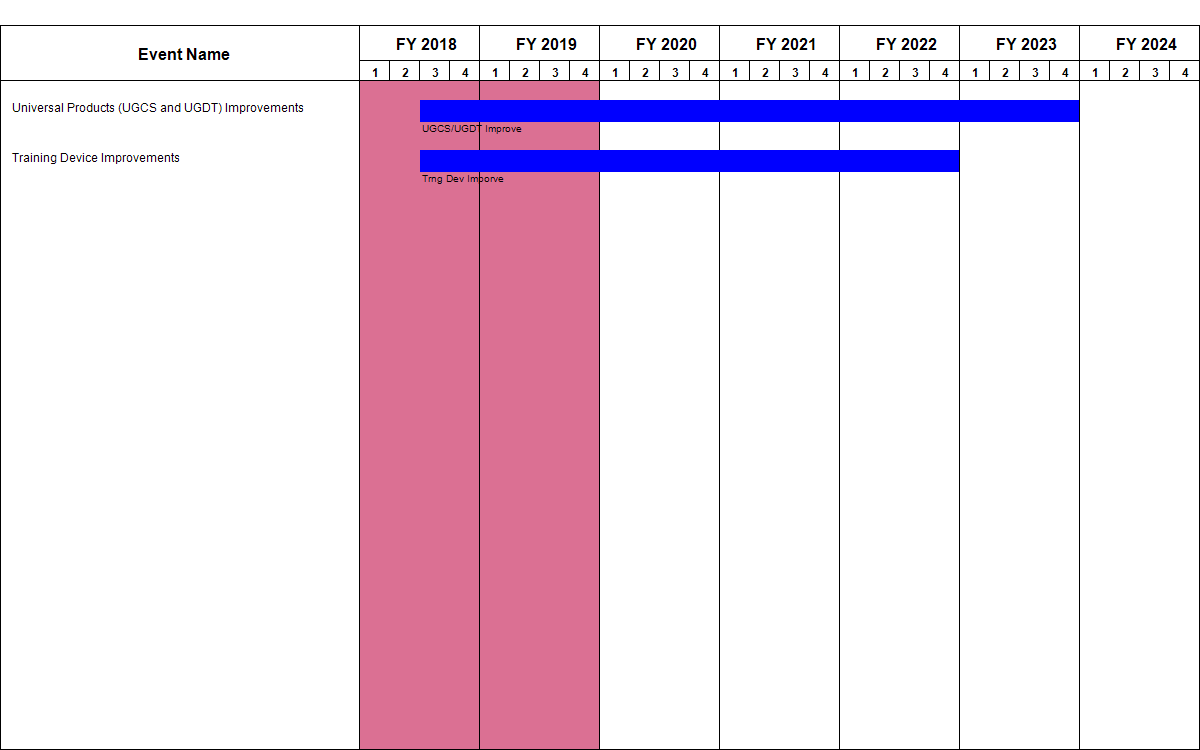 Event Name
FY 2018 FY 2019 FY 2020 FY 2021 FY 2022 FY 2023 FY 2024
1 2 3 4 1 2 3 4 1 2 3 4 1 2 3 4 1 2 3 4 1 2 3 4 1 2 3 4
Universal Products (UGCS and UGDT) Improvements
UGCS/UGDT Improve
Training Device Improvements
Trng Dev Imporve